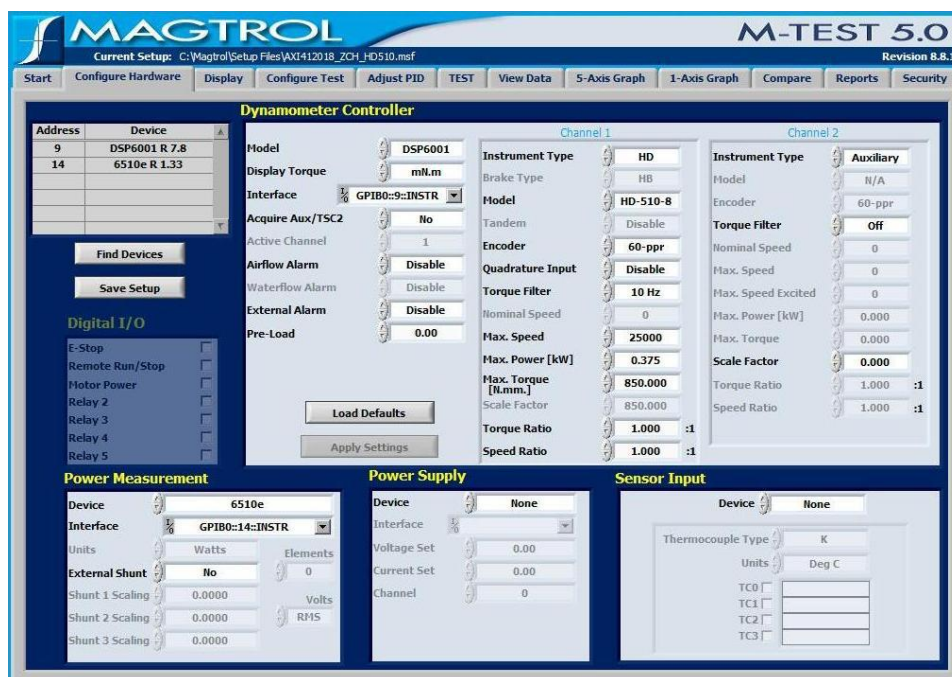 MAGTROL
M-TEST 5.0
Current Setup: C:\Magtrol\Setup Files\AXI412018_ZCH_HD510.msf
Revision 8.8.
Start Configure Hardware Display Configure Test Adjust PID TEST View Data 5-Axis Graph 1-Axis Graph Compare Reports Security
Address Device
9 DSP6001 R 7.8
14 6510e R 1.33
Find Devices
Save Setup
Digital I/O
E-Stop
Remote Run/Stop
Motor Power
Relay 2
Relay 3
Relay 4
Relay 5
Dynamometer Controller
Model DSP6001
Display Torque mN.m
Interface I/O GPIB0::9::INSTR
Acquire Aux/TSC2 No
Active Channel 1
Airflow Alarm Disable
Waterflow Alarm Disable
External Alarm Disable
Pre-Load 0.00
Load Defaults
Apply Settings
Channel 1
Instrument Type HD
Brake Type HB
Model HD-510-8
Tandem Disable
Encoder 60-ppr
Quadrature Input Disable
Torque Filter 10 Hz
Nominal Speed 0
Max. Speed 25000
Max. Power [kW] 0.375
Max. Torque
[N.mm.] 850.000
Scale Factor 850.000
Torque Ratio 1.000 :1
Speed Ratio 1.000 :1
Channel 2
Instrument Type Auxiliary
Model N/A
Encoder 60-ppr
Torque Filter Off
Nominal Speed 0
Max. Speed 0
Max. Speed Excited 0
Max. Power [kW] 0.000
Max. Torque 0.000
Scale Factor 0.000
Torque Ratio 1.000 :1
Speed Ratio 1.000 :1
Power Measurement
Device 6510e
Interface I/O GPIB0::14::INSTR
Units Watts
Elements
External Shunt No 0
Shunt 1 Scaling 0.0000
Volts
Shunt 2 Scaling 0.0000 RMS
Shunt 3 Scaling 0.0000
Power Supply
Device None
Interface I/O
Voltage Set 0.00
Current Set 0.00
Channel 0
Sensor Input
Device None
Thermocouple Type K
Units Deg C
TC0
TC1
TC2
TC3